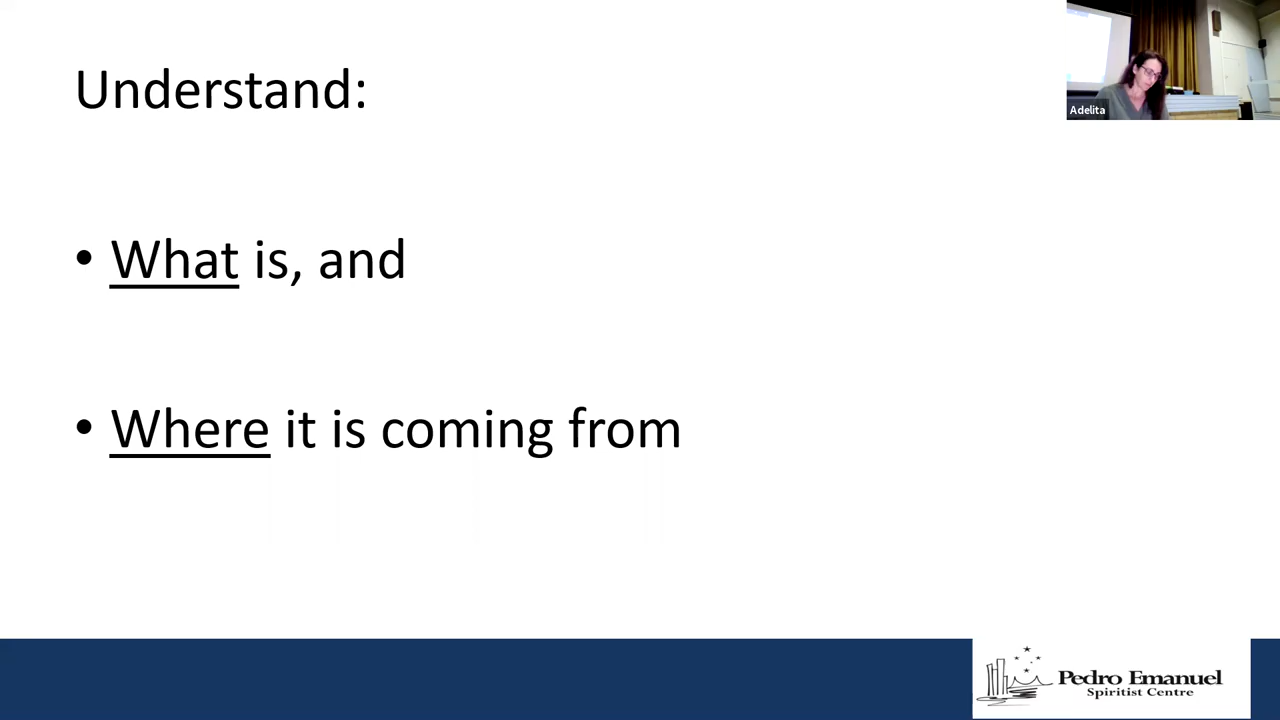 Understand:
Adelita
• What is, and
• Where it is coming from
Pedro Emanuel
Spiritist Centre